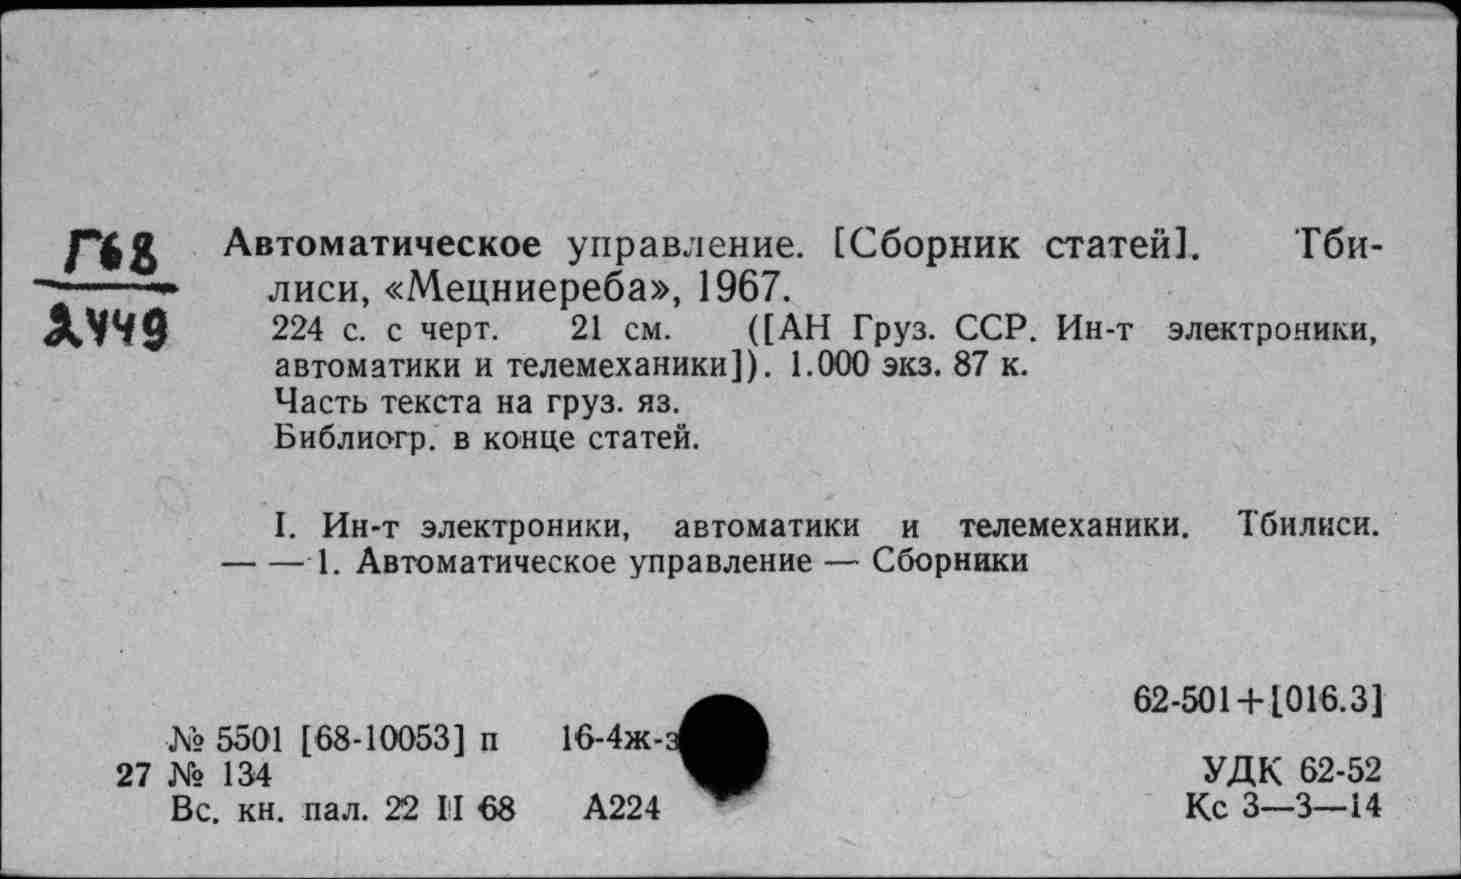 Г68
Автоматическое управление. [Сборник статей]. Тби-
лиси, «Мецниереба», 1967.
224 с. с черт. 21 см. ([АН Груз. ССР. Ин-т электроники,
автоматики и телемеханики]). 1.000 экз. 87 к.
Часть текста на груз. яз.
Библиогр. в конце статей.
I. Ин-т электроники, автоматики и телемеханики. Тбилиси.
— — 1. Автоматическое управление — Сборники
62-501+[016.3]
№ 5501 [68-10053] п 16-4ж-з
27 № 134
УДК 62-52
Вс. кн. пал. 22 II 68 А224
Кс 3—3—14